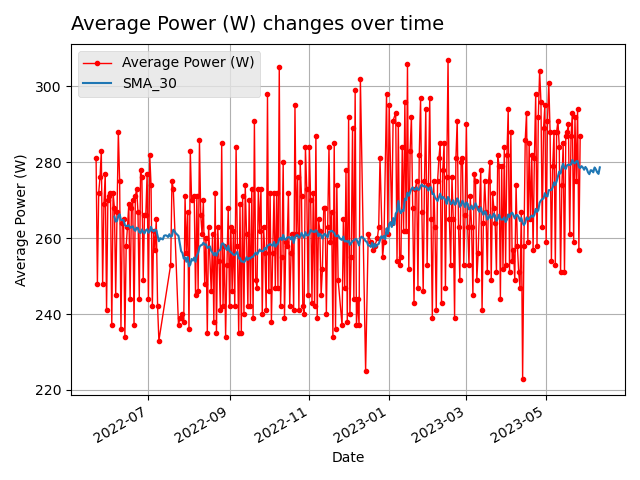 Average Power (W) changes over time
Average Power (W)
SMA_30
300
280
260
240
220
Average Power (W)
2022-07
2022-09
2022-11
2023-01
2023-03
2023-05
Date